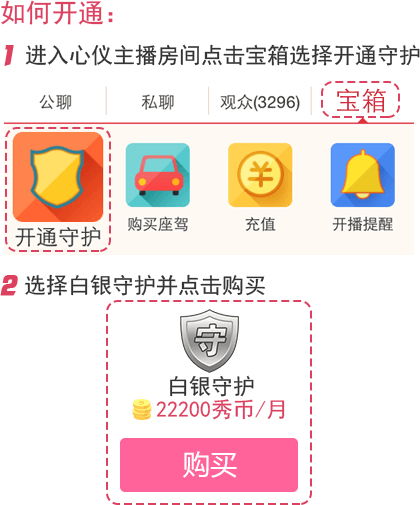 如何开通：
1 进入心仪主播房间点击宝箱选择开通守护
公聊 私聊 观众(3296) 宝箱
开通守护 购买座驾 充值 开播提醒
2 选择白银守护并点击购买
守
白银守护
22200秀币/月
购买